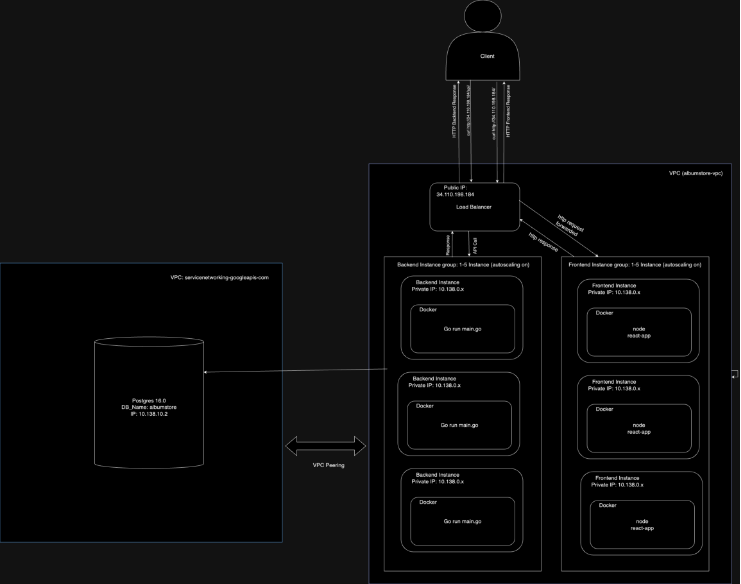 Client
HTTP Backend Response
curl http://34.110.166.184/api
curl http://34.110.166.184/
HTTP Frontend Response
VPC (albumstore-vpc)
Public IP:
34.110.166.184
Load Balancer
http request
forwarded
http response
Response
API Call
VPC: servicenetworking-googleapis-com
Postgres 16.0
DB_Name: albumstore
IP: 10.138.10.2
VPC Peering
Backend Instance group: 1-5 Instance (autoscaling on)
Backend Instance
Private IP: 10.138.0.x
Docker
Go run main.go
Backend Instance
Private IP: 10.138.0.x
Docker
Go run main.go
Backend Instance
Private IP: 10.138.0.x
Docker
Go run main.go
Frontend Instance group: 1-5 Instance (autoscaling on)
Frontend Instance
Private IP: 10.138.0.x
Docker
node
react-app
Frontend Instance
Private IP: 10.138.0.x
Docker
node
react-app
Frontend Instance
Private IP: 10.138.0.x
Docker
node
react-app